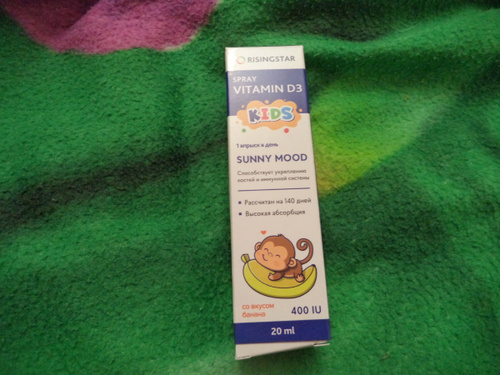 RISINGSTAR
SPRAY
VITAMIN D3
KIDS
1 впрыск в день
SUNNY MOOD
Способствует укреплению
костей и иммунной системы
• Рассчитан на 140 дней
• Высокая абсорбция
со вкусом
банана
400 IU
20 ml